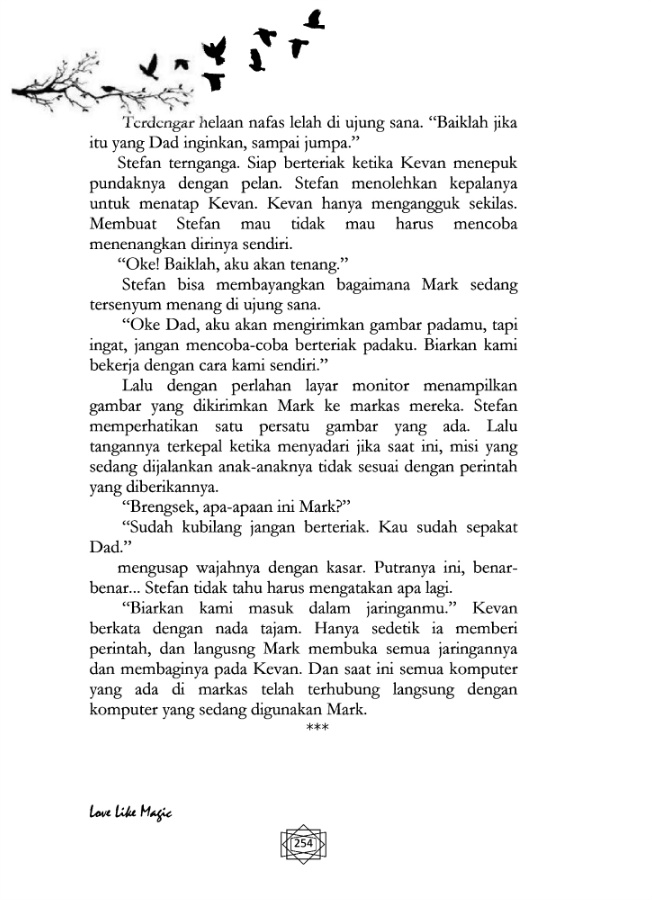 Terdengar helaan nafas lelah di ujung sana. “Baiklah jika
itu yang Dad inginkan, sampai jumpa.”
Stefan ternganga. Siap berteriak ketika Kevan menepuk
pundaknya dengan pelan. Stefan menolehkan kepalanya
untuk menatap Kevan. Kevan hanya mengangguk sekilas.
Membuat Stefan mau tidak mau harus mencoba
menenangkan dirinya sendiri.
“Oke! Baiklah, aku akan tenang.”
Stefan bisa membayangkan bagaimana Mark sedang
tersenyum menang di ujung sana.
“Oke Dad, aku akan mengirimkan gambar padamu, tapi
ingat, jangan mencoba-coba berteriak padaku. Biarkan kami
bekerja dengan cara kami sendiri.”
Lalu dengan perlahan layar monitor menampilkan
gambar yang dikirimkan Mark ke markas mereka. Stefan
memperhatikan satu persatu gambar yang ada. Lalu
tangannya terkepal ketika menyadari jika saat ini, misi yang
sedang dijalankan anak-anaknya tidak sesuai dengan perintah
yang diberikannya.
“Brengsek, apa-apaan ini Mark?”
“Sudah kubilang jangan berteriak. Kau sudah sepakat
Dad.”
mengusap wajahnya dengan kasar. Putranya ini, benar-
benar... Stefan tidak tahu harus mengatakan apa lagi.
“Biarkan kami masuk dalam jaringanmu.” Kevan
berkata dengan nada tajam. Hanya sedetik ia memberi
perintah, dan langusng Mark membuka semua jaringannya
dan membaginya pada Kevan. Dan saat ini semua komputer
yang ada di markas telah terhubung langsung dengan
komputer yang sedang digunakan Mark.
***
Love Like Magic
254